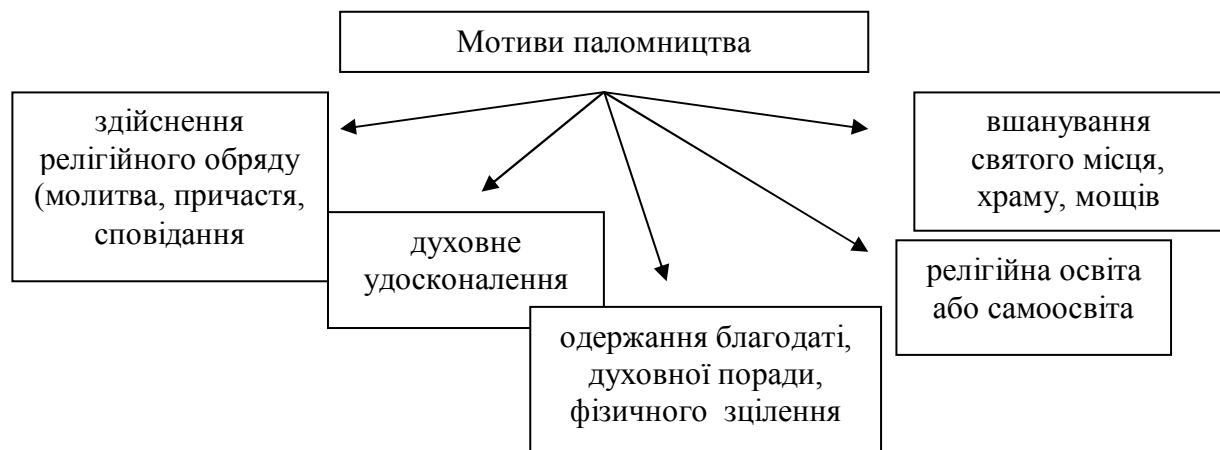 Мотиви паломництва
здійснення
релігійного обряду
(молитва, причастя,
сповідання
духовне
удосконалення
одержання благодаті,
духовної поради,
фізичного зцілення
релігійна освіта
або самоосвіта
вшанування
святого місця,
храму, мощів